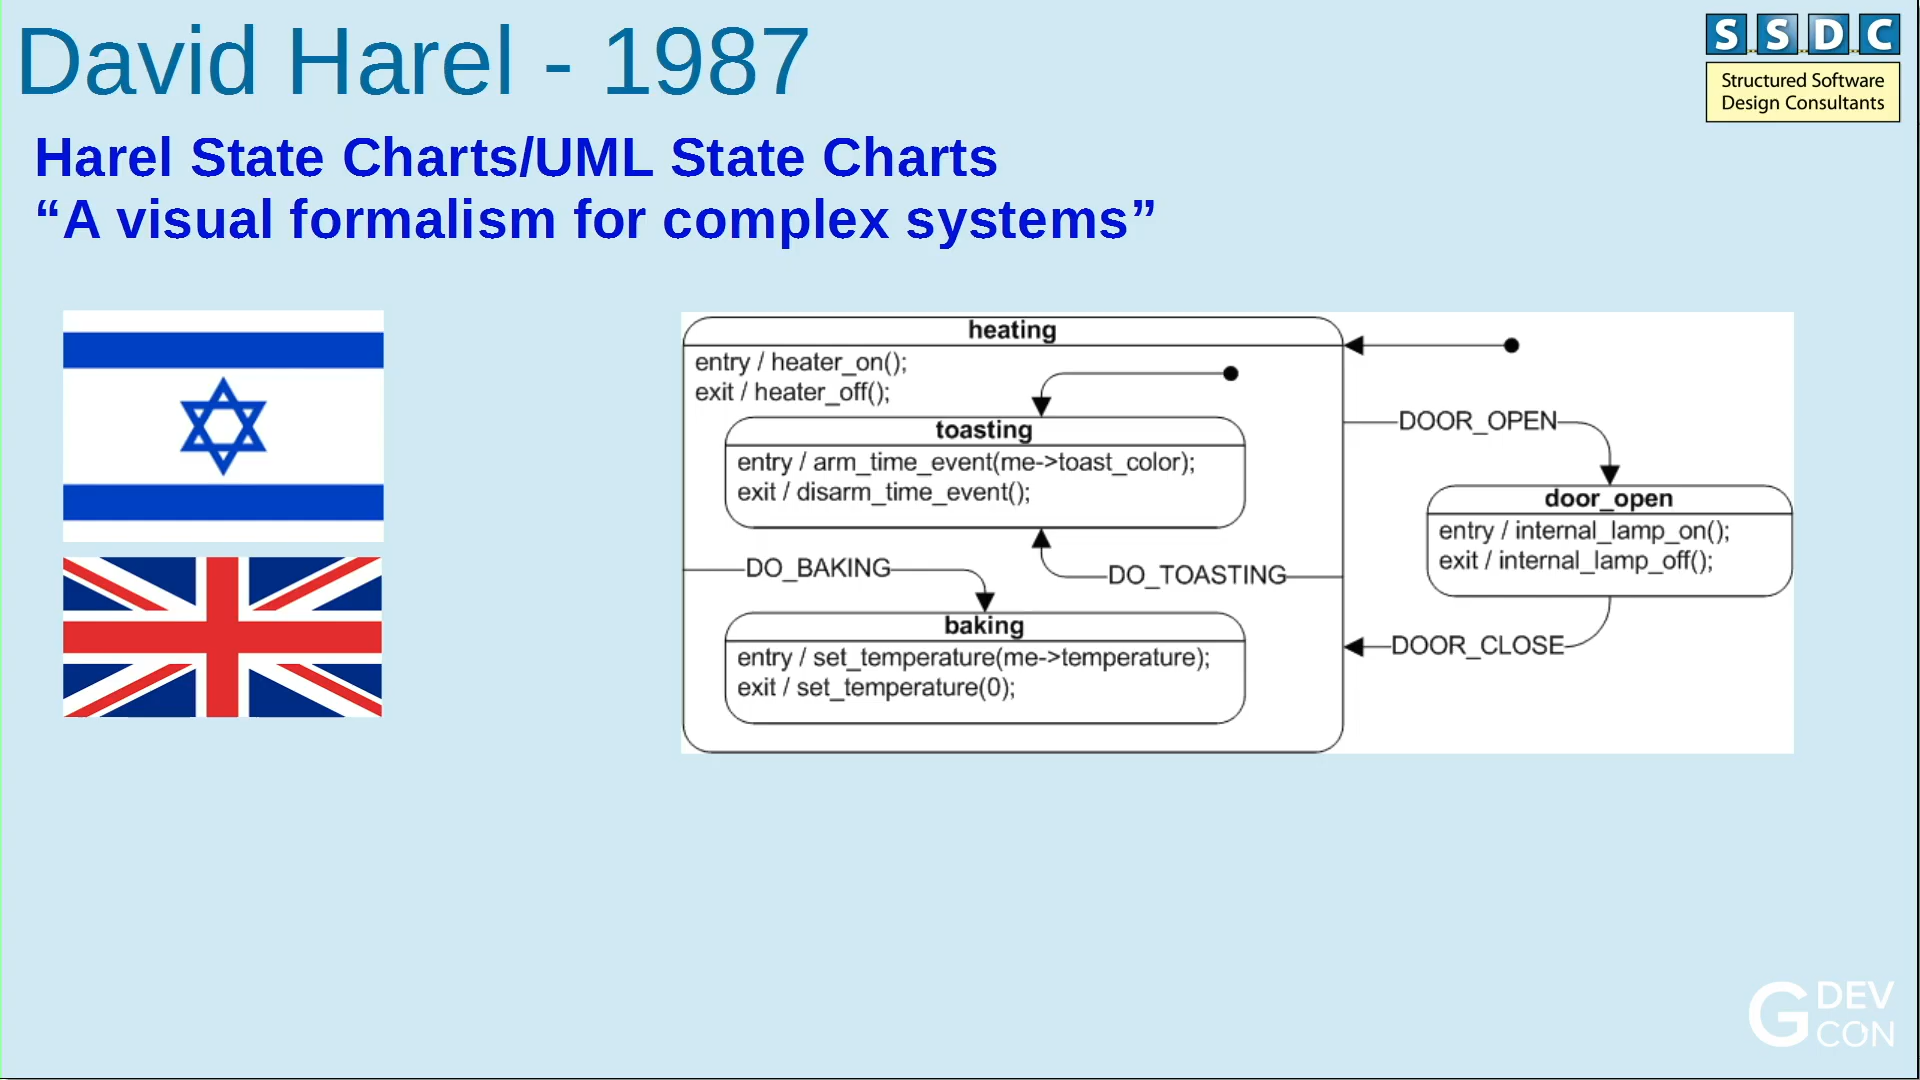 David Harel - 1987
S S D C
Structured Software
Design Consultants
Harel State Charts/UML State Charts
“A visual formalism for complex systems”
heating
entry / heater_on();
exit / heater_off();
toasting
entry / arm_time_event(me->toast_color);
exit / disarm_time_event();
DO_BAKING
DO_TOASTING
baking
entry / set_temperature(me->temperature);
exit / set_temperature(0);
DOOR_OPEN
door_open
entry / internal_lamp_on();
exit / internal_lamp_off();
DOOR_CLOSE
G DEV
CON